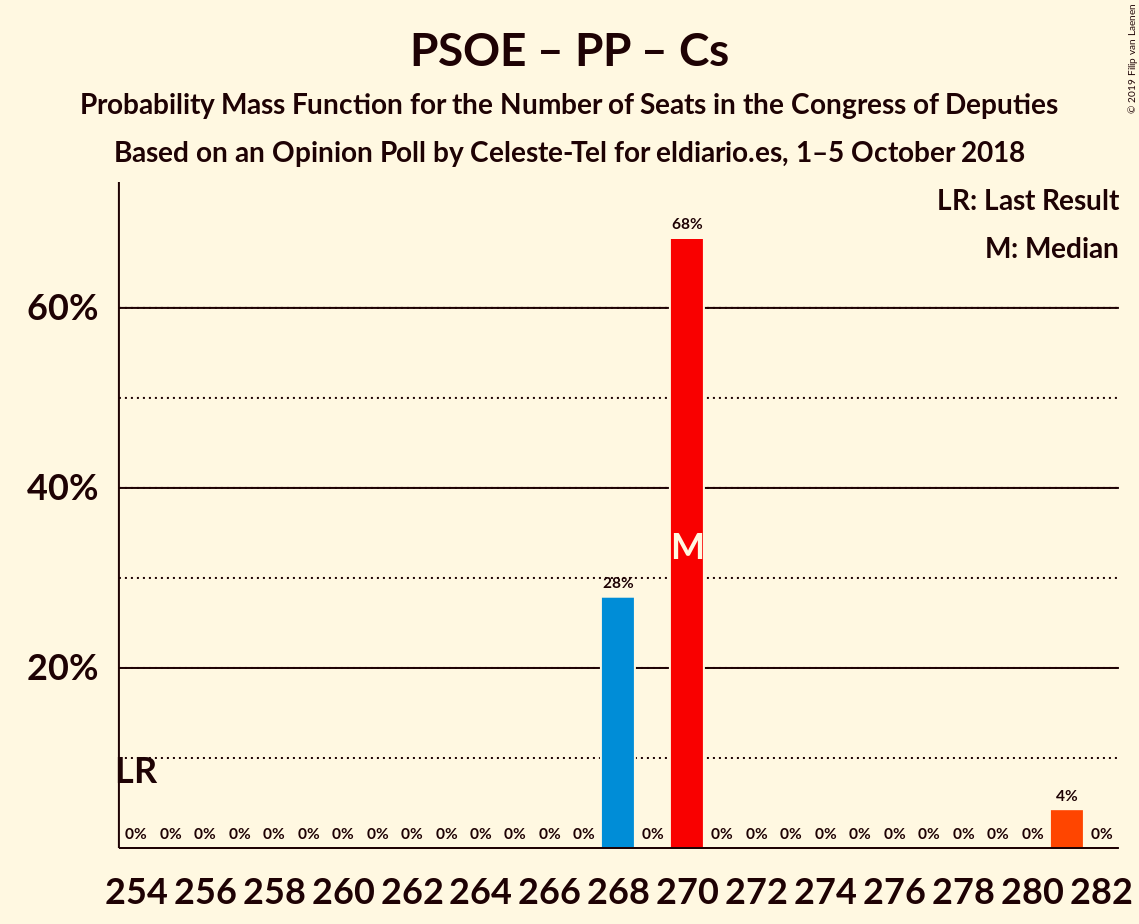 PSOE – PP – Cs
Probability Mass Function for the Number of Seats in the Congress of Deputies
Based on an Opinion Poll by Celeste-Tel for eldiario.es, 1–5 October 2018
© 2019 Filip van Laenen
LR: Last Result
M: Median
68%
60%
M
40%
28%
20%
LR
4%
0% 0% 0% 0% 0% 0% 0% 0% 0% 0% 0% 0% 0% 0% 0% 0% 0% 0% 0% 0% 0% 0% 0% 0% 0% 0%
254 256 258 260 262 264 266 268 270 272 274 276 278 280 282